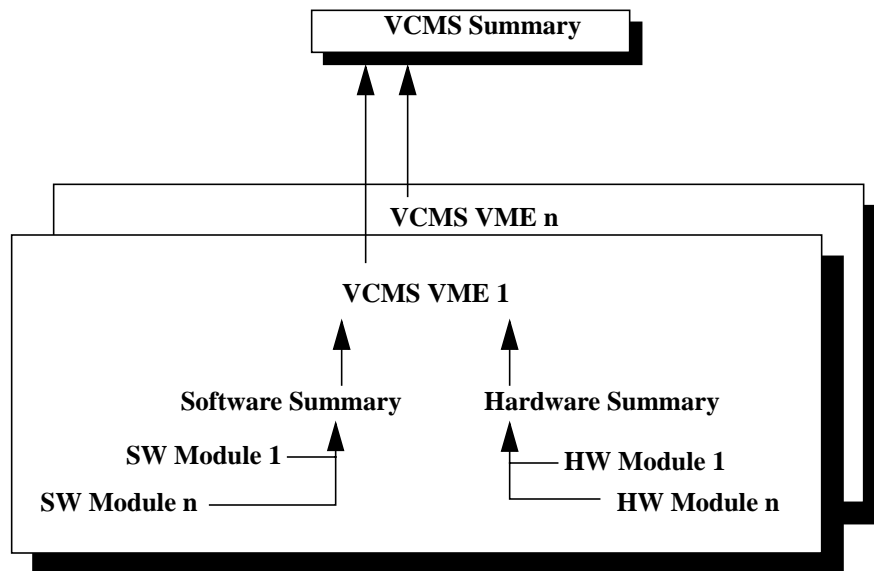 VCMS Summary
VCMS VME n
VCMS VME 1
Software Summary
Hardware Summary
SW Module 1
HW Module 1
SW Module n
HW Module n